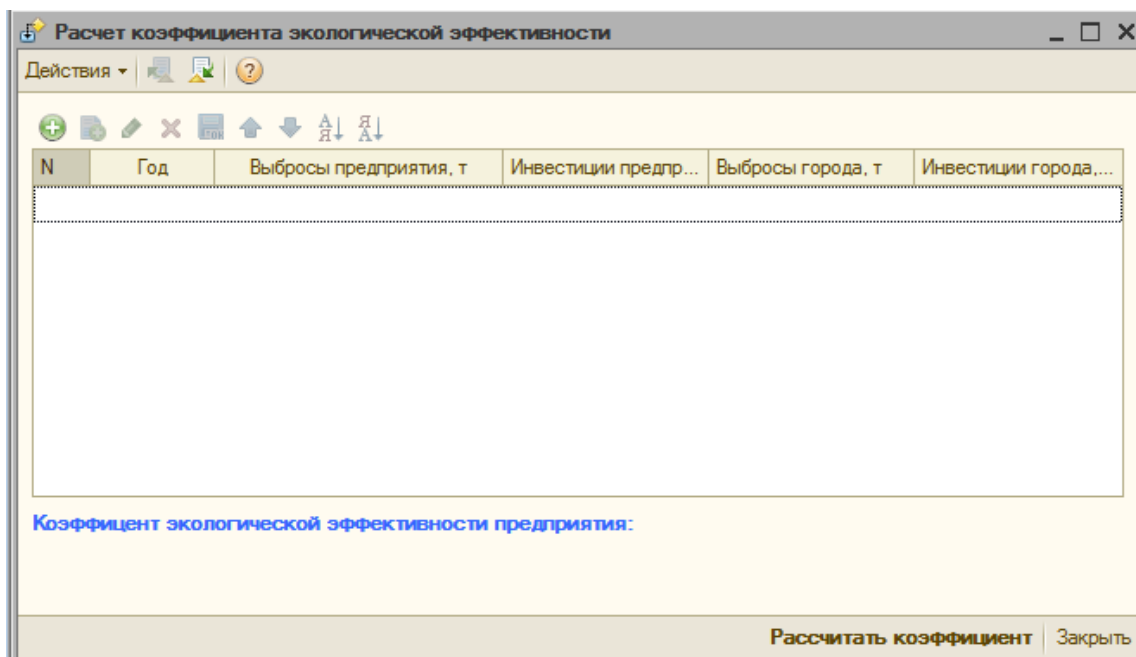 Расчет коэффициента экологической эффективности
Действия
N Год Выбросы предприятия, т Инвестиции предпр... Выбросы города, т Инвестиции города,...
Коэффицент экологической эффективности предприятия:
Рассчитать коэффициент Закрыть